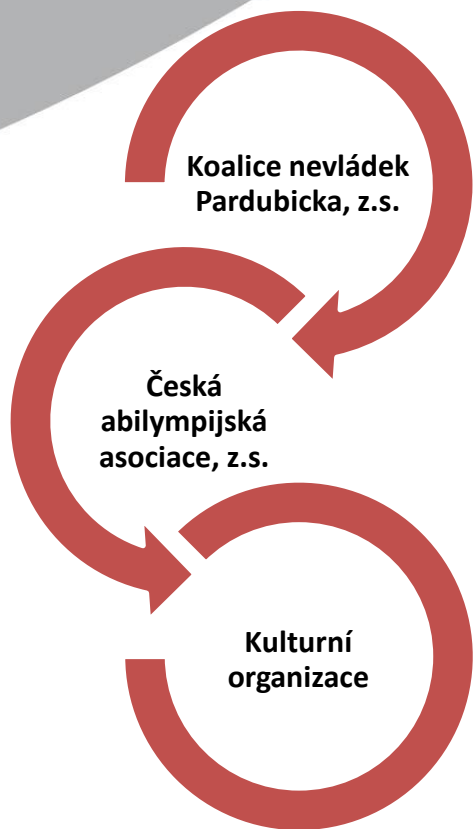 Koalice nevládek
Pardubicka, z.s.
Česká
abilympijská
asociace, z.s.
Kulturní
organizace